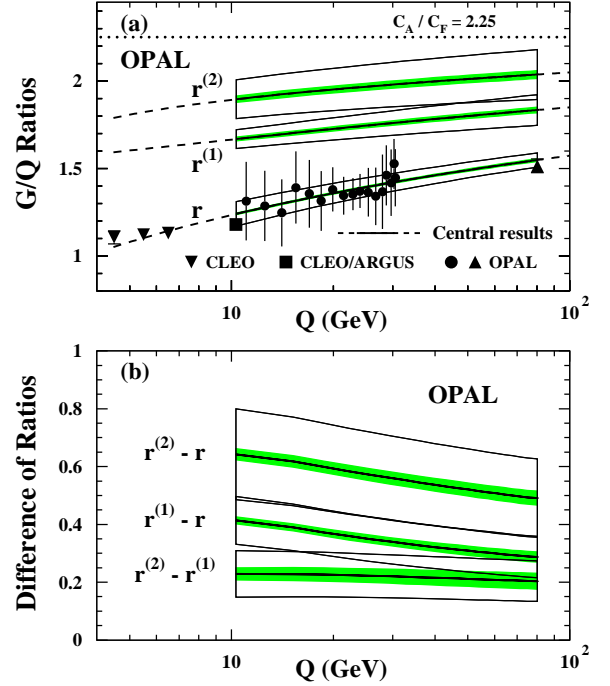 (a)
C_A / C_F = 2.25
OPAL
r^(2)
r^(1)
r
Central results
CLEO
CLEO/ARGUS
OPAL
G/Q Ratios
2
1.5
1
10
10^2
Q (GeV)
(b)
OPAL
r^(2) - r
r^(1) - r
r^(2) - r^(1)
Difference of Ratios
1
0.8
0.6
0.4
0.2
0
10
10^2
Q (GeV)